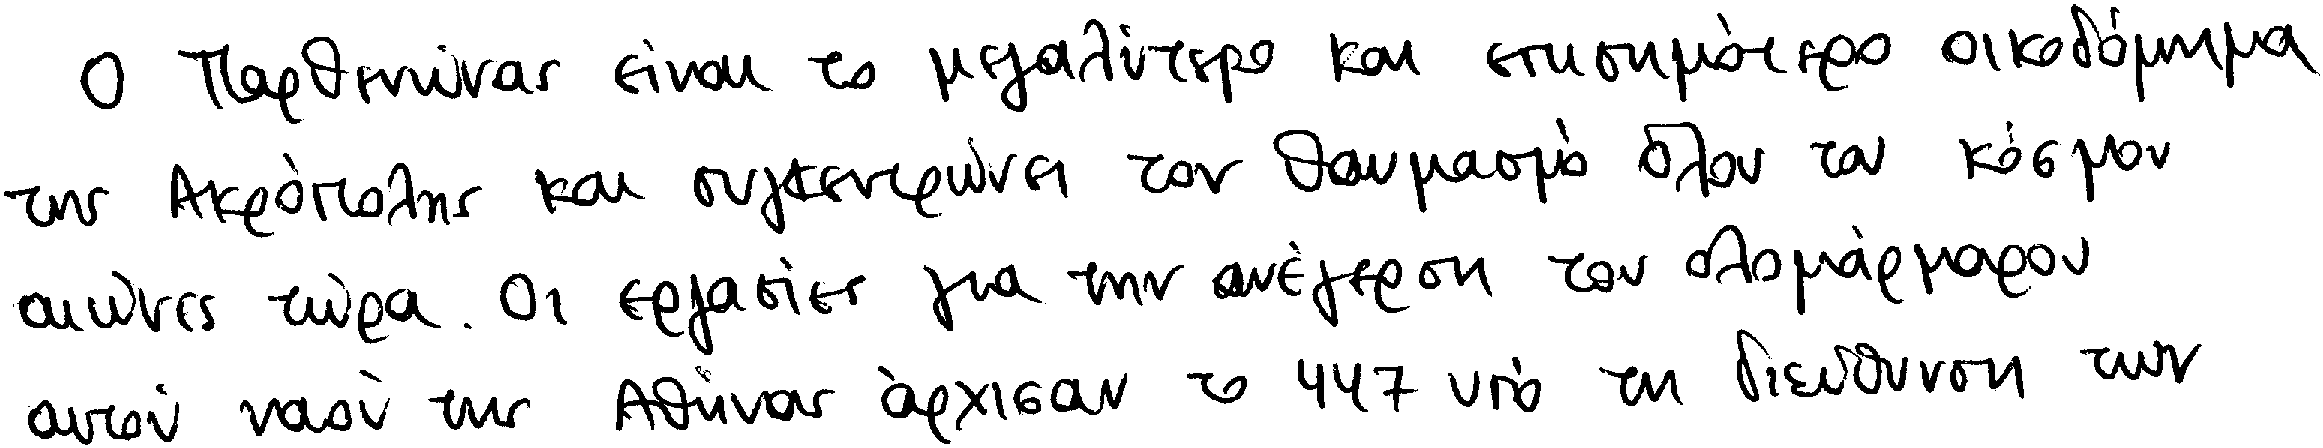 Ο Παρθενώνας είναι το μεγαλύτερο και επισημότερο οικοδόμημα
της Ακρόπολης και συγκεντρώνει τον θαυμασμό όλου του κόσμου
αιώνες τώρα. Οι εργασίες για την ανέγερση του ολομάρμαρου
αυτού ναού της Αθήνας άρχισαν το 447 υπό τη διεύθυνση των